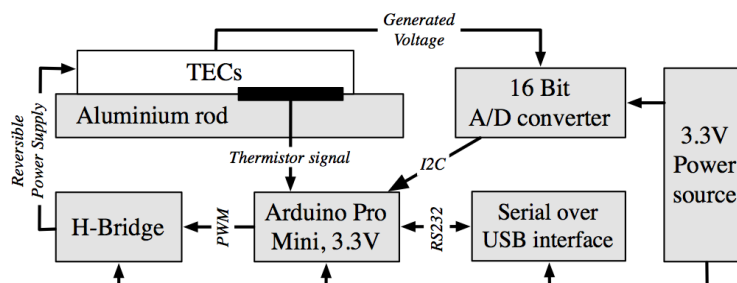 Generated
Voltage
TECs
Aluminium rod
Reversible
Power Supply
Thermistor signal
16 Bit
A/D converter
I2C
3.3V
Power
source
H-Bridge
PWM
Arduino Pro
Mini, 3.3V
RS232
Serial over
USB interface